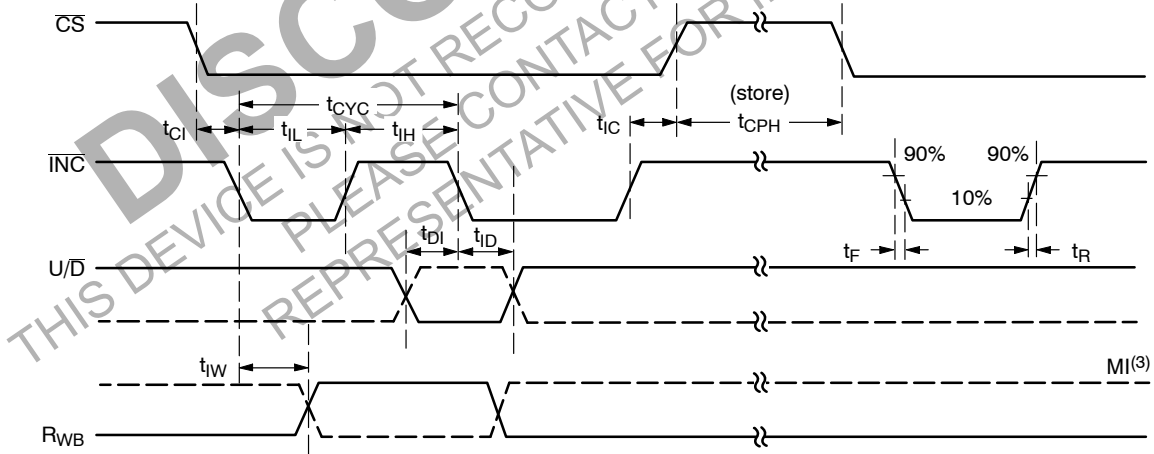 CS
DISCO
THIS DEVICE IS NOT RECO
PLEASE CONTACT
REPRESENTATIVE FOR I
(store)
tCYC
tCI
tIL
tIH
tIC
tCPH
INC
90%
90%
10%
tDI
tID
tF
tR
U/D
tIW
MI(3)
RWB